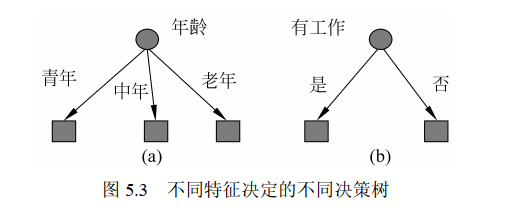 年龄
有工作
青年
中年
老年
是
否
(a)
(b)
图 5.3 不同特征决定的不同决策树